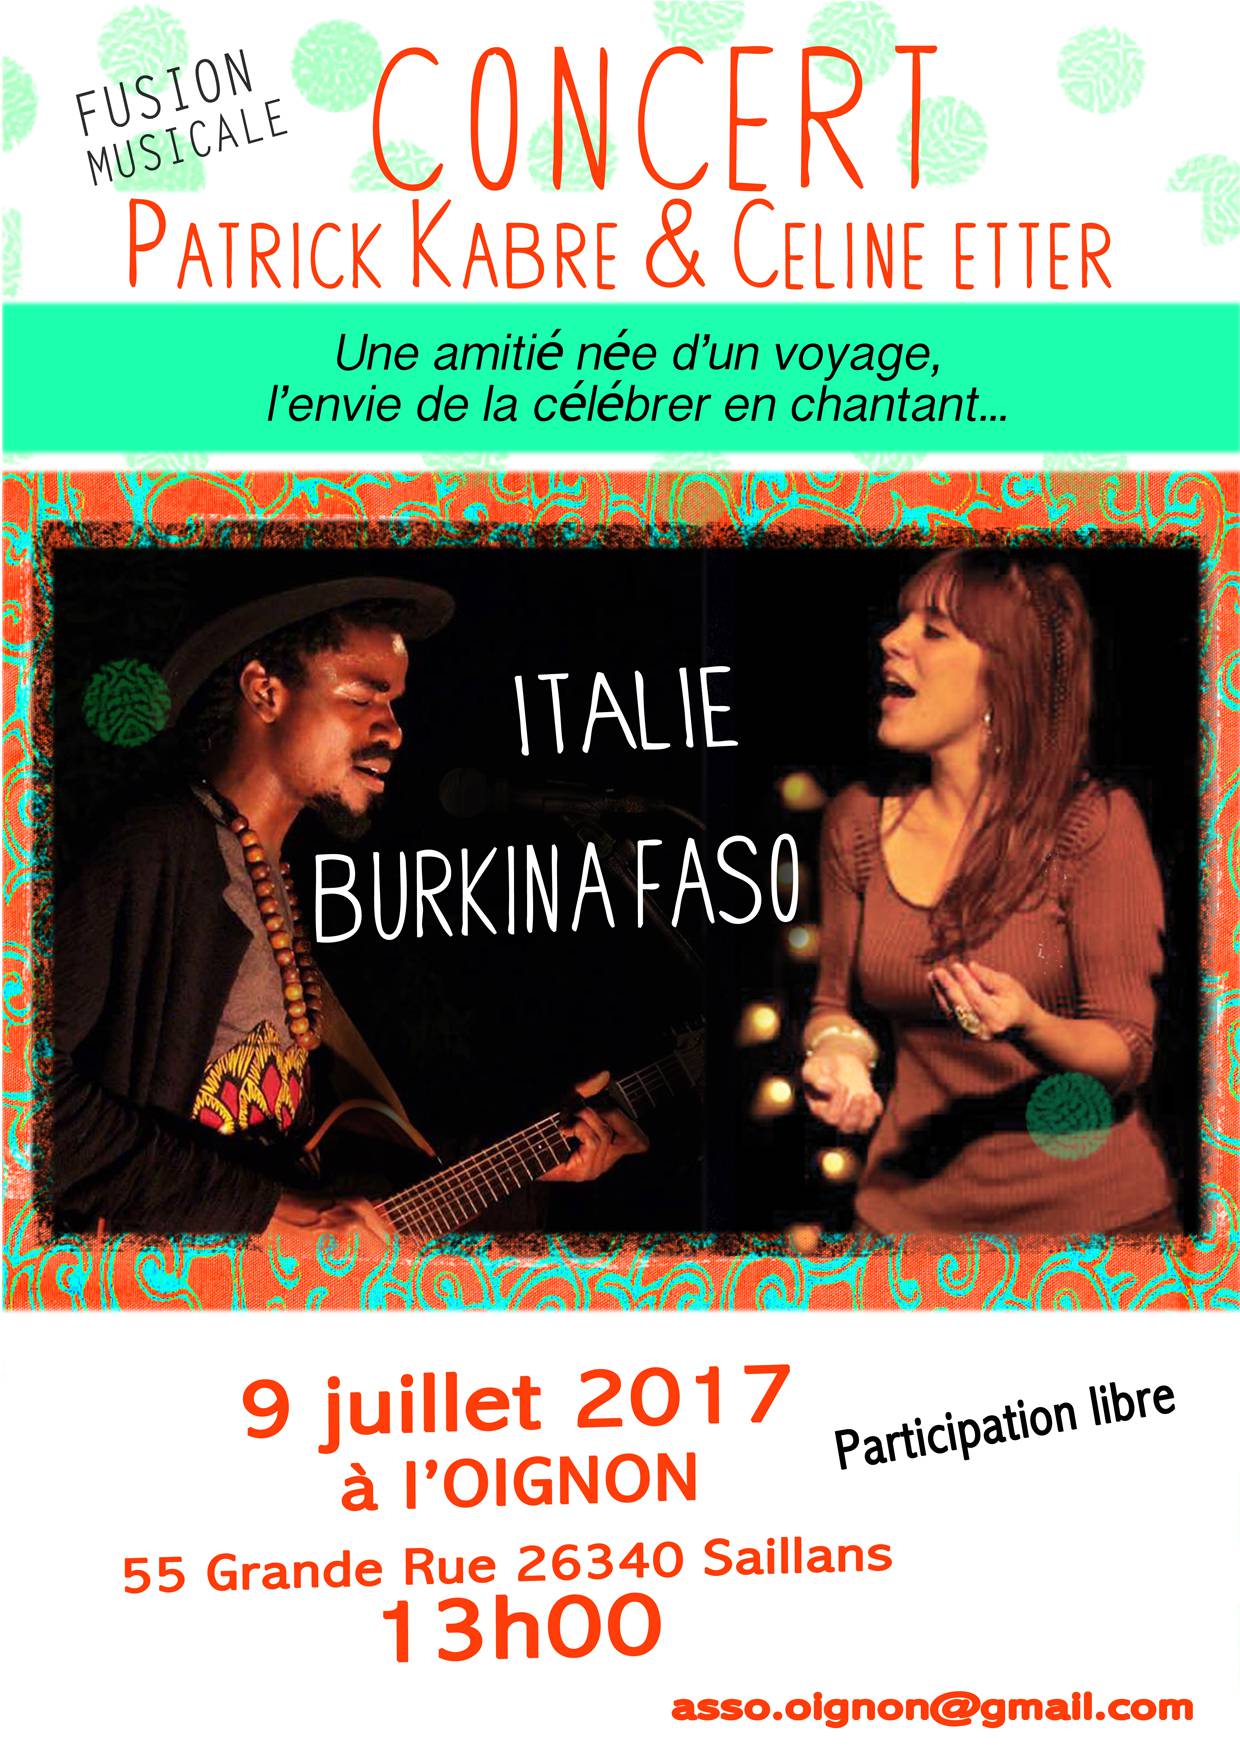 FUSION
MUSICALE
CONCERT
PATRICK KABRE & CELINE ETTER
Une amitié née d'un voyage,
l'envie de la célébrer en chantant...
ITALIE
BURKINA FASO
9 juillet 2017
à l'OIGNON
Participation libre
55 Grande Rue 26340 Saillans
13h00
asso.oignon@gmail.com